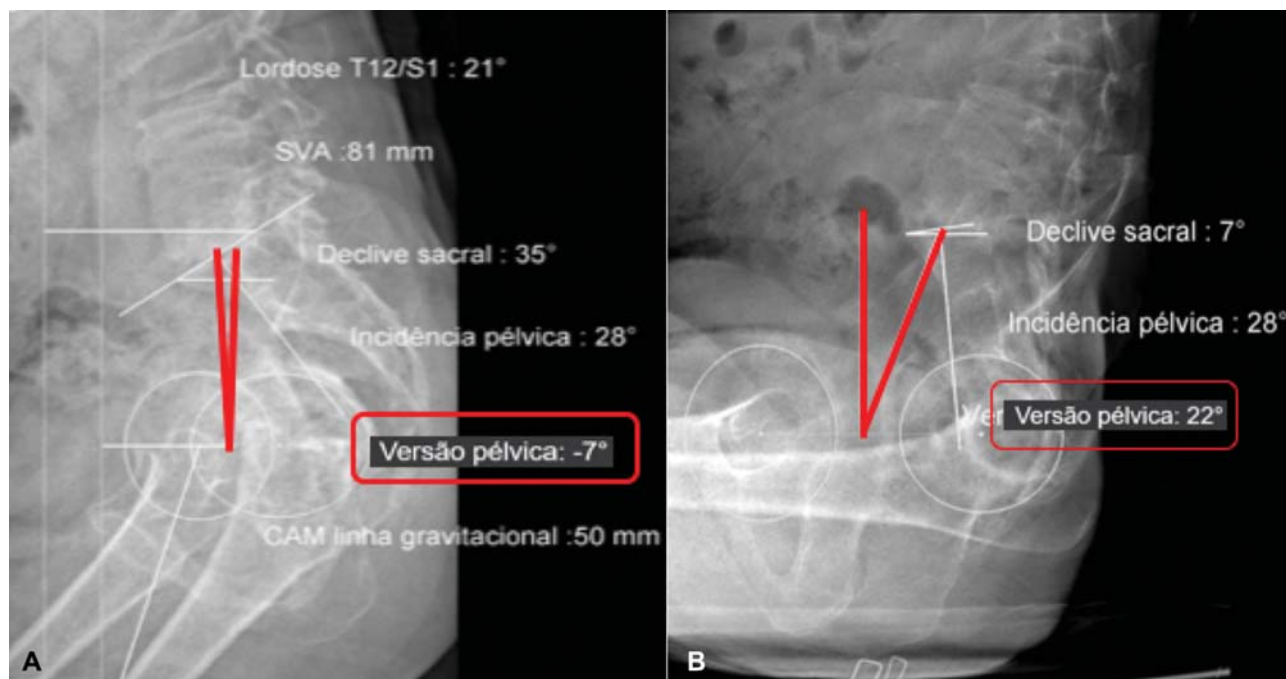 Lordose T12/S1 : 21°
SVA :81 mm
Declive sacral : 35°
Incidência pélvica : 28°
Versão pélvica: -7°
CAM linha gravitacional :50 mm
A
Declive sacral : 7°
Incidência pélvica : 28°
Ver
Versão pélvica: 22°
B